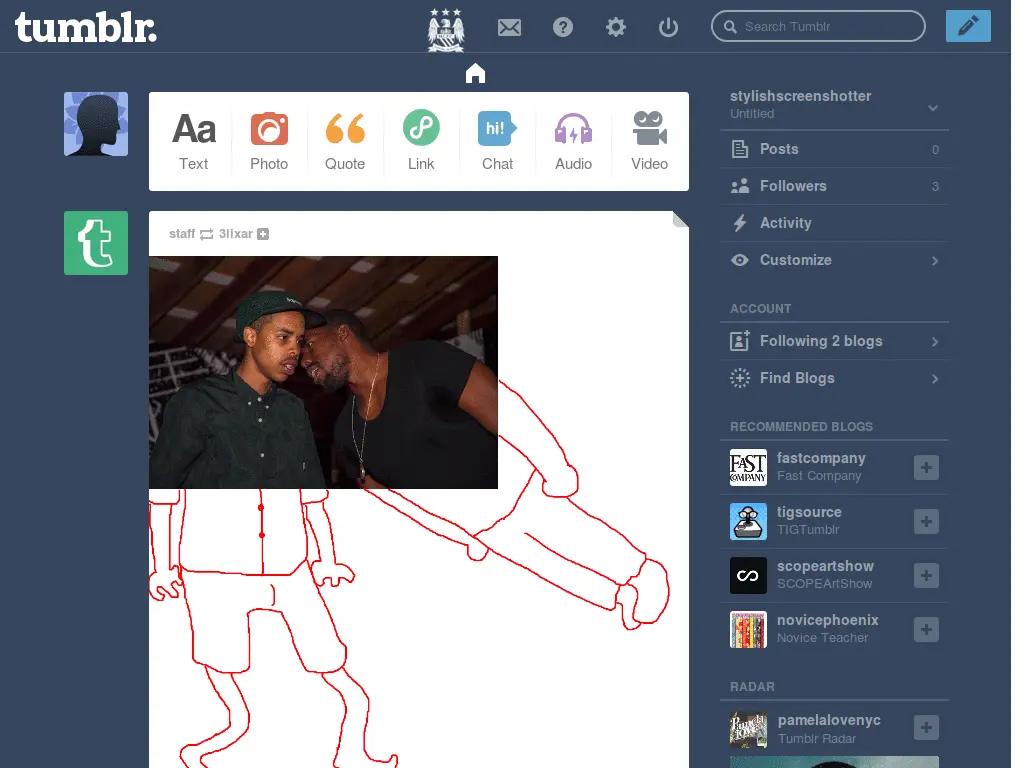 tumblr.
Search Tumblr
Aa
Text
Photo
Quote
Link
hi!
Chat
Audio
Video
staff 3lixar
stylishscreenshotter
Untitled
Posts 0
Followers 3
Activity
Customize
ACCOUNT
Following 2 blogs
Find Blogs
RECOMMENDED BLOGS
FAST
COMPANY
fastcompany
Fast Company
tigsource
TIGTumblr
scopeartshow
SCOPEArtShow
novicephoenix
Novice Teacher
RADAR
pamelalovenyc
Tumblr Radar